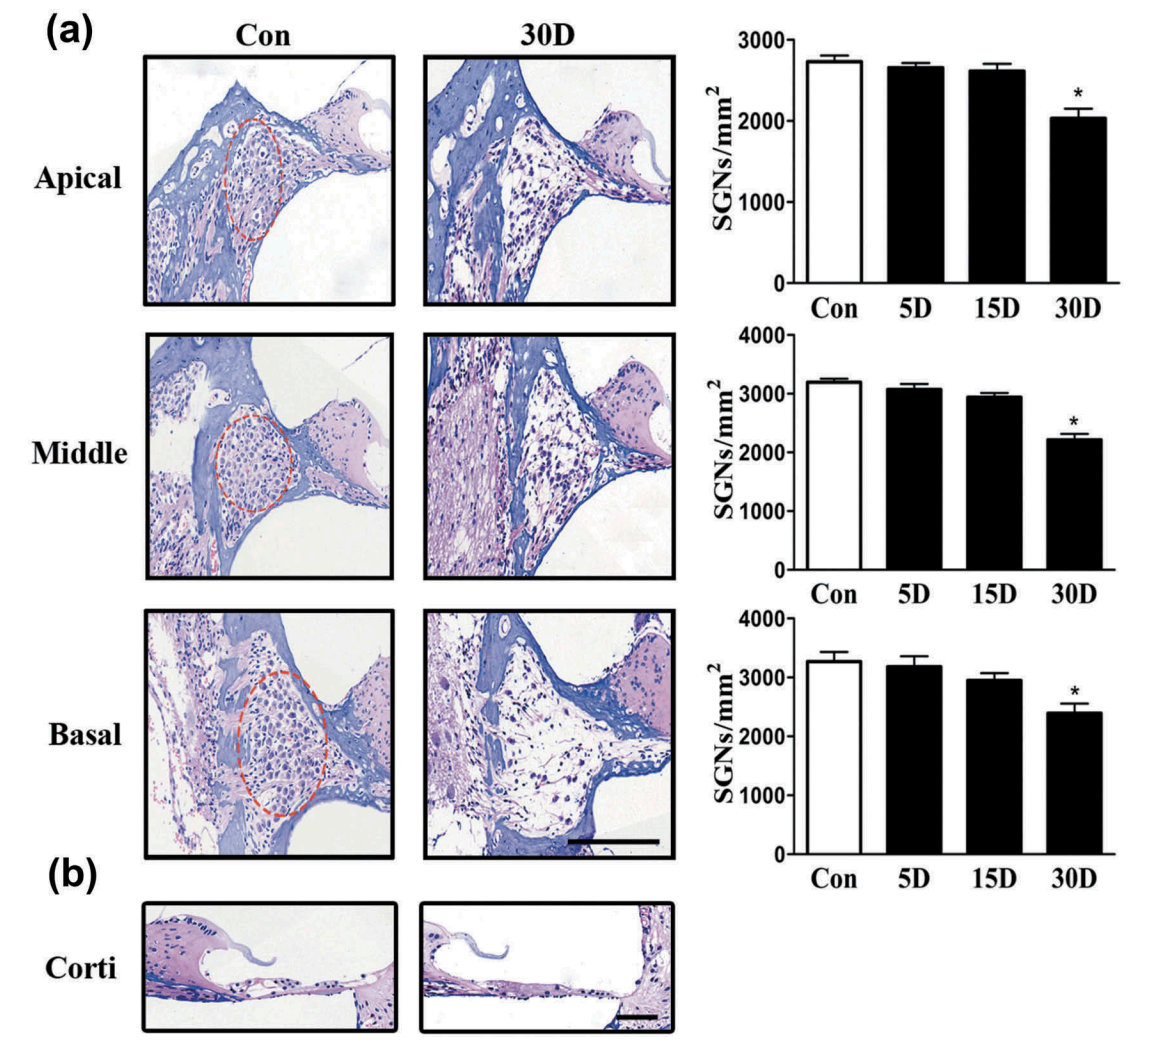 (a)
Con 30D
Apical
SGNs/mm²
3000
2000
1000
0
*
Con 5D 15D 30D
Middle
SGNs/mm²
4000
3000
2000
1000
0
*
Con 5D 15D 30D
Basal
SGNs/mm²
4000
3000
2000
1000
0
*
Con 5D 15D 30D
(b)
Corti